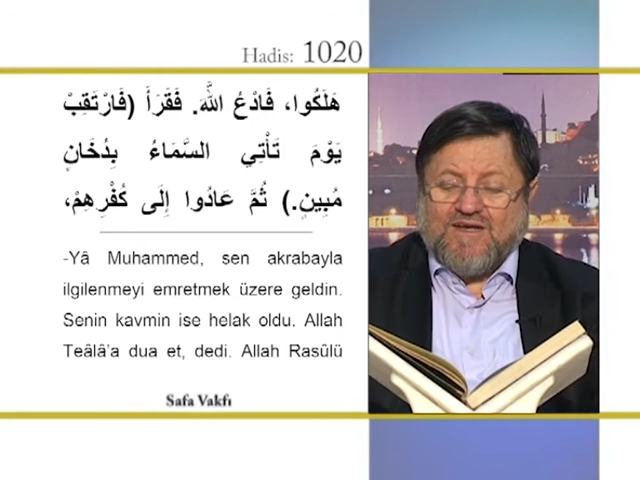 Hadis: 1020
هَلَكُوا، فَادْعُ اللَّهَ. فَقَرَأَ (فَارْتَقِبْ
يَوْمَ تَأْتِي السَّمَاءُ بِدُخَانٍ
مُبِينٍ.) ثُمَّ عَادُوا إِلَى كُفْرِهِمْ،
-Yâ Muhammed, sen akrabayla
ilgilenmeyi emretmek üzere geldin.
Senin kavmin ise helak oldu. Allah
Teâlâ'a dua et, dedi. Allah Rasûlü
Safa Vakfı